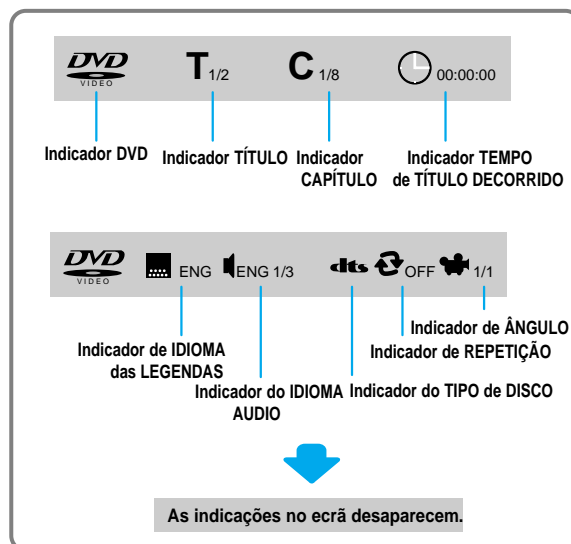 DVD VIDEO T 1/2 C 1/8 00:00:00
Indicador DVD Indicador TÍTULO Indicador CAPÍTULO Indicador TEMPO de TÍTULO DECORRIDO
DVD VIDEO ENG ENG 1/3 dts OFF 1/1
Indicador de ÂNGULO
Indicador de IDIOMA das LEGENDAS Indicador de REPETIÇÃO
Indicador do IDIOMA AUDIO Indicador do TIPO de DISCO
As indicações no ecrã desaparecem.